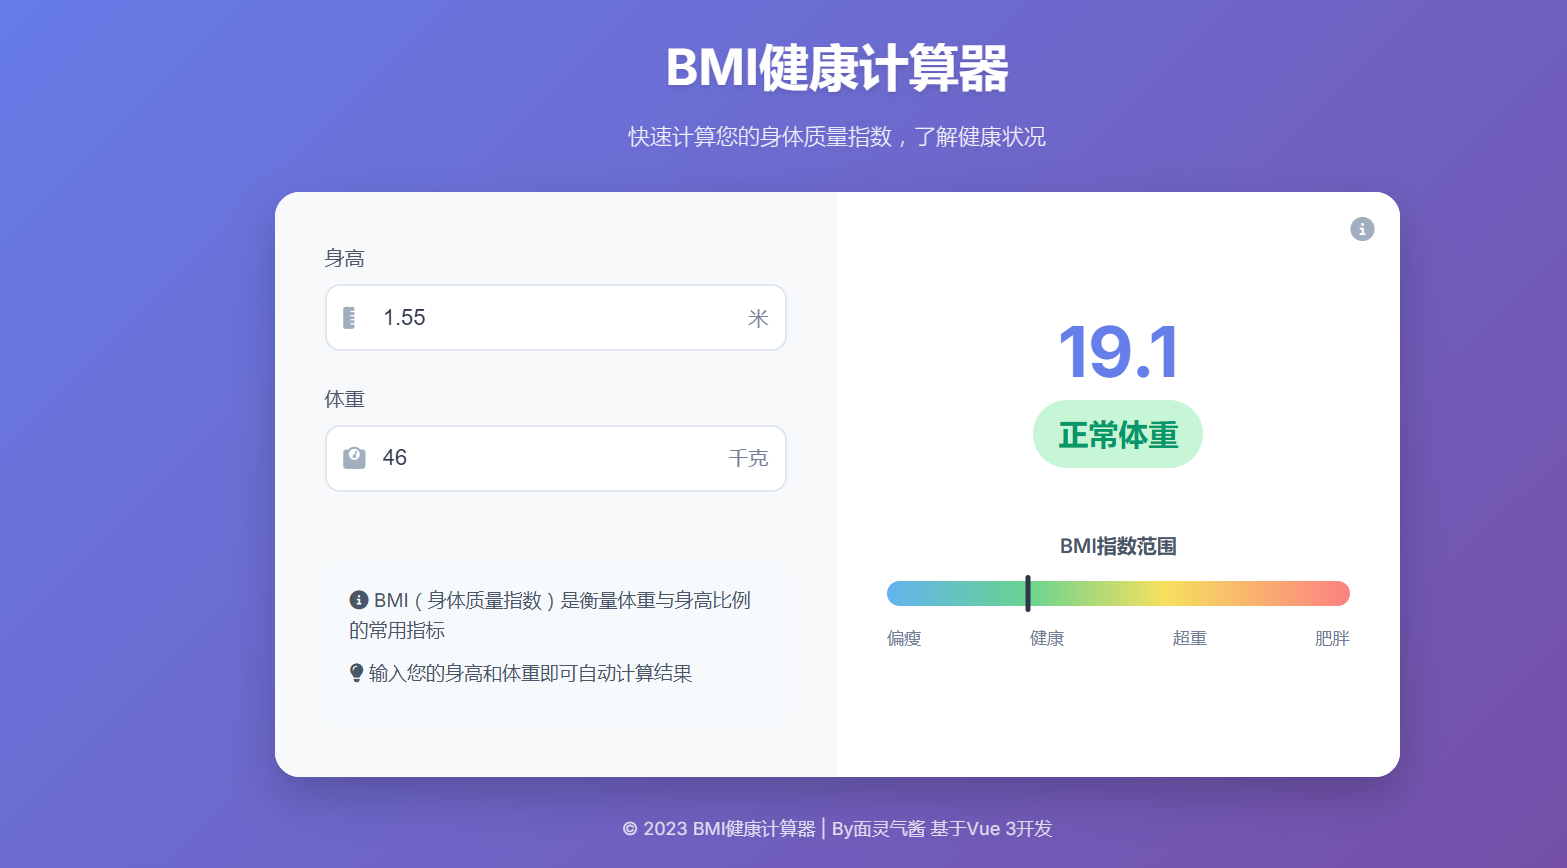 BMI健康计算器
快速计算您的身体质量指数，了解健康状况
身高
1.55 米
体重
46 千克
BMI（身体质量指数）是衡量体重与身高比例
的常用指标
输入您的身高和体重即可自动计算结果
19.1
正常体重
BMI指数范围
偏瘦 健康 超重 肥胖
© 2023 BMI健康计算器 | By面灵气酱 基于Vue 3开发